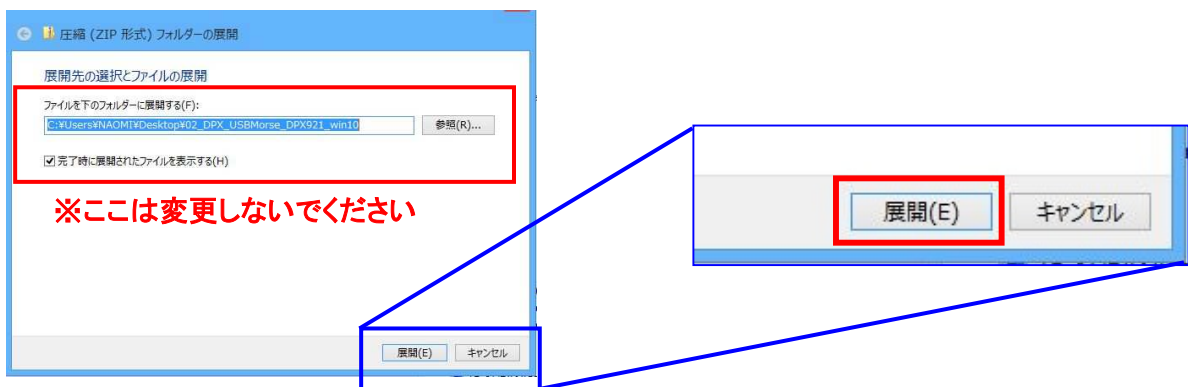 圧縮 (ZIP 形式) フォルダーの展開
展開先の選択とファイルの展開
ファイルを下のフォルダーに展開する(F):
C:¥Users¥NAOMI¥Desktop¥02_DPX_USBMorse_DPX921_win10
参照(R)...
完了時に展開されたファイルを表示する(H)
※ここは変更しないでください
展開(E) キャンセル
展開(E) キャンセル